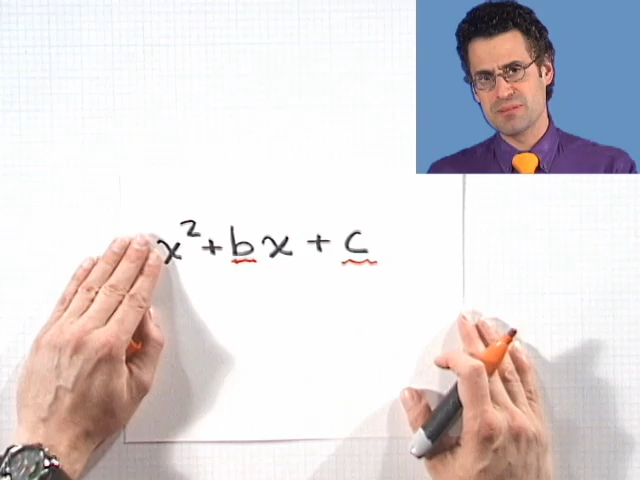 x² + bx + c